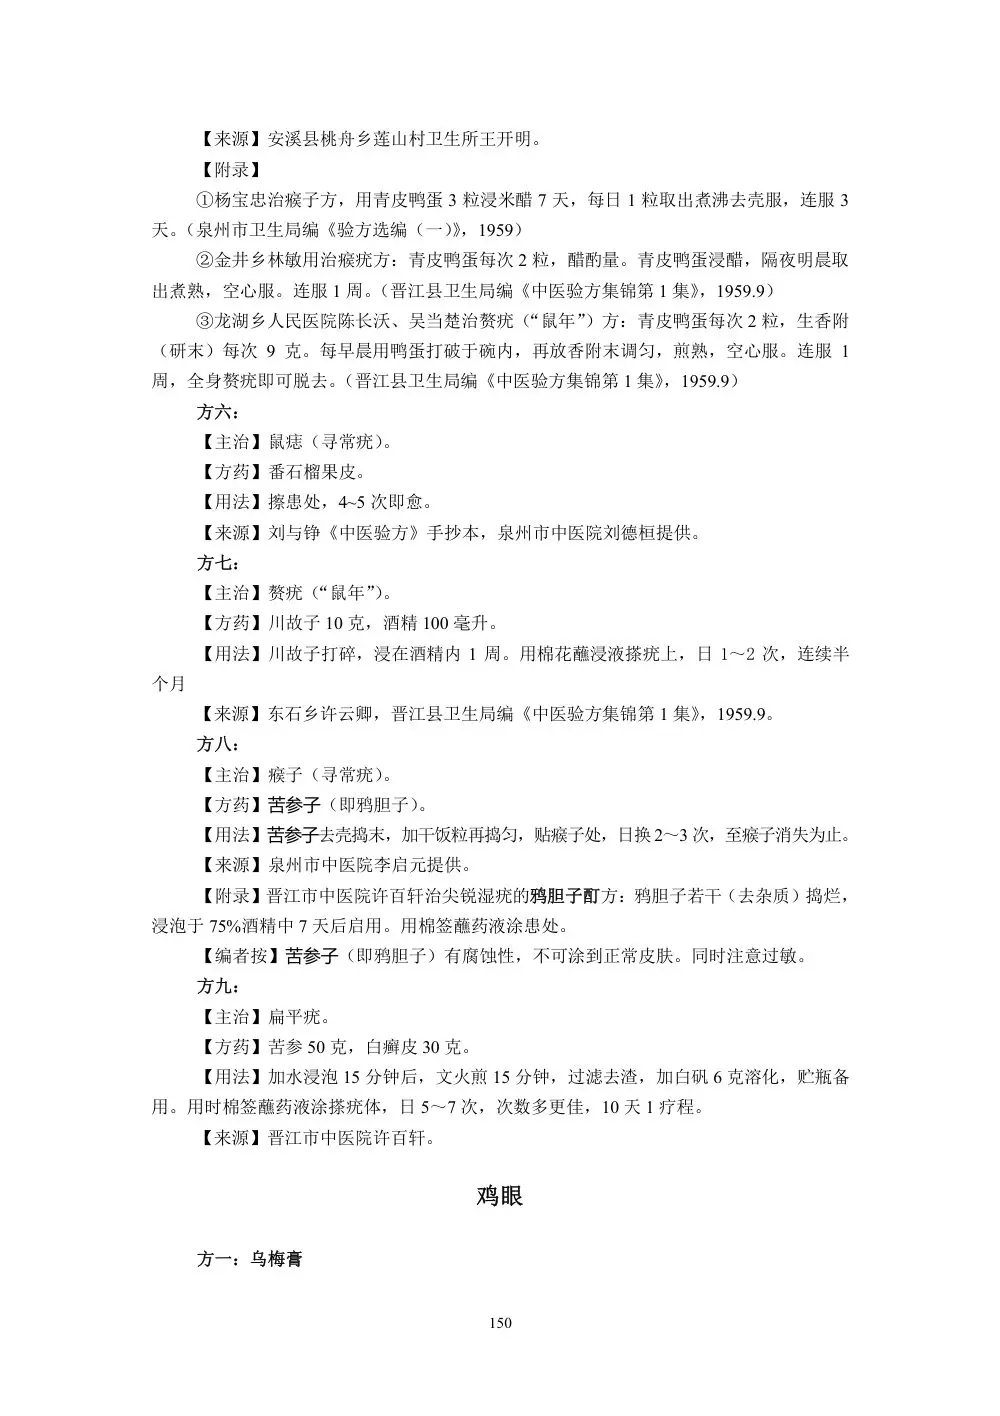 【来源】安溪县桃舟乡莲山村卫生所王开明。
【附录】
①杨宝忠治瘊子方，用青皮鸭蛋 3 粒浸米醋 7 天，每日 1 粒取出煮沸去壳服，连服 3
天。（泉州市卫生局编《验方选编（一）》，1959）
②金井乡林敏用治瘊疣方：青皮鸭蛋每次 2 粒，醋酌量。青皮鸭蛋浸醋，隔夜明晨取
出煮熟，空心服。连服 1 周。（晋江县卫生局编《中医验方集锦第 1 集》，1959.9）
③龙湖乡人民医院陈长沃、吴当楚治赘疣（“鼠年”）方：青皮鸭蛋每次 2 粒，生香附
（研末）每次 9 克。每早晨用鸭蛋打破于碗内，再放香附末调匀，煎熟，空心服。连服 1
周，全身赘疣即可脱去。（晋江县卫生局编《中医验方集锦第 1 集》，1959.9）
方六：
【主治】鼠痣（寻常疣）。
【方药】番石榴果皮。
【用法】擦患处，4~5 次即愈。
【来源】刘与铮《中医验方》手抄本，泉州市中医院刘德桓提供。
方七：
【主治】赘疣（“鼠年”）。
【方药】川故子 10 克，酒精 100 毫升。
【用法】川故子打碎，浸在酒精内 1 周。用棉花蘸浸液搽疣上，日 1～2 次，连续半
个月
【来源】东石乡许云卿，晋江县卫生局编《中医验方集锦第 1 集》，1959.9。
方八：
【主治】瘊子（寻常疣）。
【方药】苦参子（即鸦胆子）。
【用法】苦参子去壳捣末，加干饭粒再捣匀，贴瘊子处，日换 2～3 次，至瘊子消失为止。
【来源】泉州市中医院李启元提供。
【附录】晋江市中医院许百轩治尖锐湿疣的鸦胆子酊方：鸦胆子若干（去杂质）捣烂，
浸泡于 75%酒精中 7 天后启用。用棉签蘸药液涂患处。
【编者按】苦参子（即鸦胆子）有腐蚀性，不可涂到正常皮肤。同时注意过敏。
方九：
【主治】扁平疣。
【方药】苦参 50 克，白癣皮 30 克。
【用法】加水浸泡 15 分钟后，文火煎 15 分钟，过滤去渣，加白矾 6 克溶化，贮瓶备
用。用时棉签蘸药液涂搽疣体，日 5～7 次，次数多更佳，10 天 1 疗程。
【来源】晋江市中医院许百轩。
鸡眼
方一：乌梅膏
150